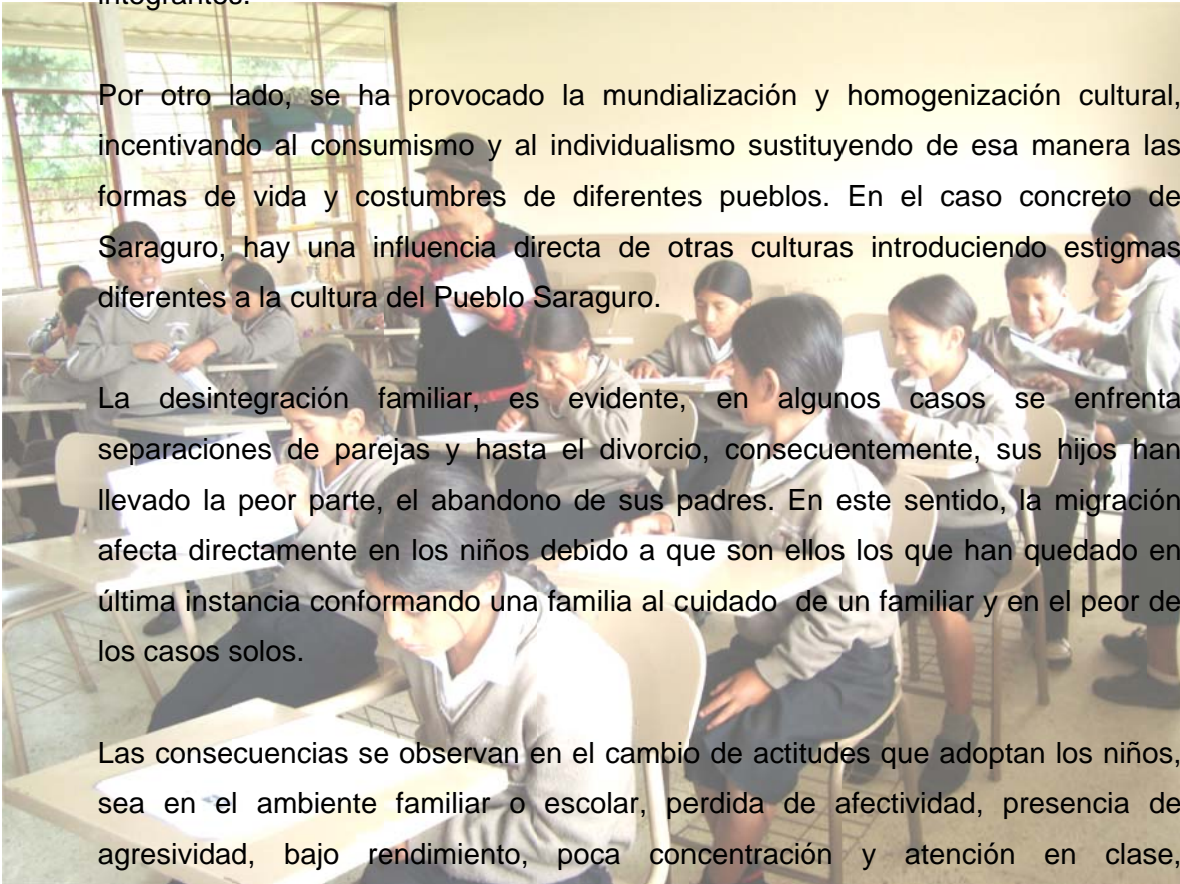 integrantes.
Por otro lado, se ha provocado la mundialización y homogenización cultural,
incentivando al consumismo y al individualismo sustituyendo de esa manera las
formas de vida y costumbres de diferentes pueblos. En el caso concreto de
Saraguro, hay una influencia directa de otras culturas introduciendo estigmas
diferentes a la cultura del Pueblo Saraguro.
La desintegración familiar, es evidente, en algunos casos se enfrenta
separaciones de parejas y hasta el divorcio, consecuentemente, sus hijos han
llevado la peor parte, el abandono de sus padres. En este sentido, la migración
afecta directamente en los niños debido a que son ellos los que han quedado en
última instancia conformando una familia al cuidado de un familiar y en el peor de
los casos solos.
Las consecuencias se observan en el cambio de actitudes que adoptan los niños,
sea en el ambiente familiar o escolar, perdida de afectividad, presencia de
agresividad, bajo rendimiento, poca concentración y atención en clase,